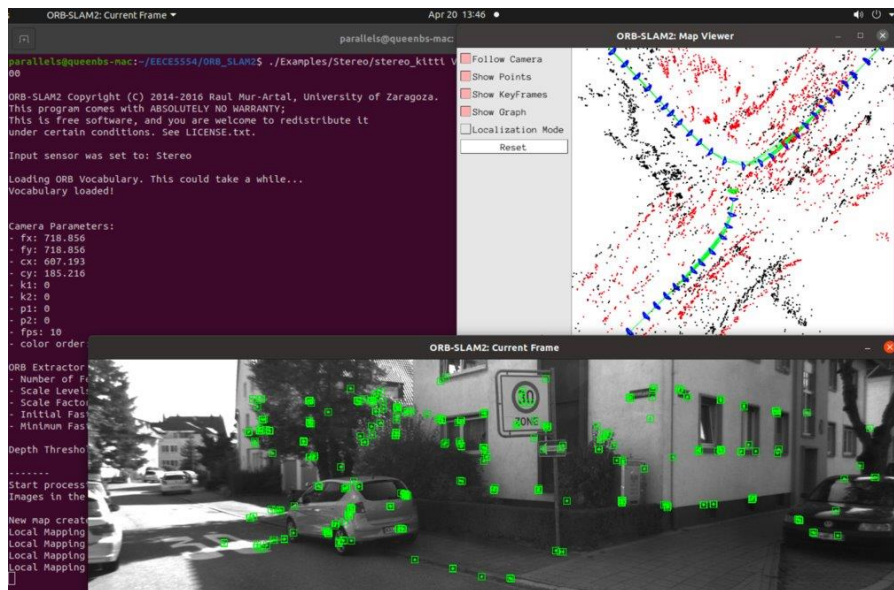 ORB-SLAM2: Current Frame
Apr 20 13:46
parallels@queenbs-mac:
parallels@queenbs-mac:~/EECE5554/ORB_SLAM2$ ./Examples/Stereo/stereo_kitti V
00
ORB-SLAM2 Copyright (C) 2014-2016 Raul Mur-Artal, University of Zaragoza.
This program comes with ABSOLUTELY NO WARRANTY;
This is free software, and you are welcome to redistribute it
under certain conditions. See LICENSE.txt.
Input sensor was set to: Stereo
Loading ORB Vocabulary. This could take a while...
Vocabulary loaded!
Camera Parameters:
- fx: 718.856
- fy: 718.856
- cx: 607.193
- cy: 185.216
- k1: 0
- k2: 0
- p1: 0
- p2: 0
- fps: 10
- color order:
ORB Extractor
- Number of Fe
- Scale Levels
- Scale Factor
- Initial Fast
- Minimum Fast
Depth Threshol
-------
Start process
Images in the
New map create
Local Mapping
Local Mapping
Local Mapping
Local Mapping
ORB-SLAM2: Map Viewer
Follow Camera
Show Points
Show KeyFrames
Show Graph
Localization Mode
Reset
ORB-SLAM2: Current Frame
30
ZONE